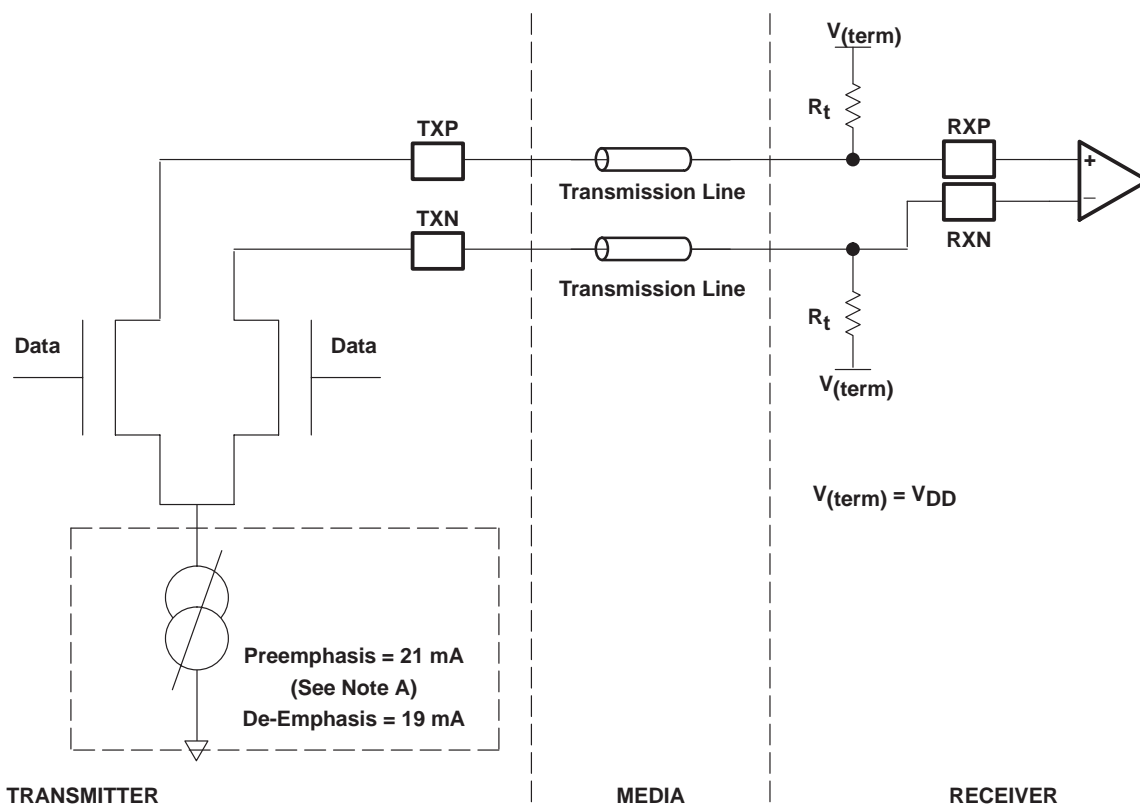 V(term)
Rt
TXP
RXP
+
Transmission Line
−
TXN
RXN
Transmission Line
Rt
Data
Data
V(term)
V(term) = VDD
Preemphasis = 21 mA
(See Note A)
De-Emphasis = 19 mA
TRANSMITTER
MEDIA
RECEIVER